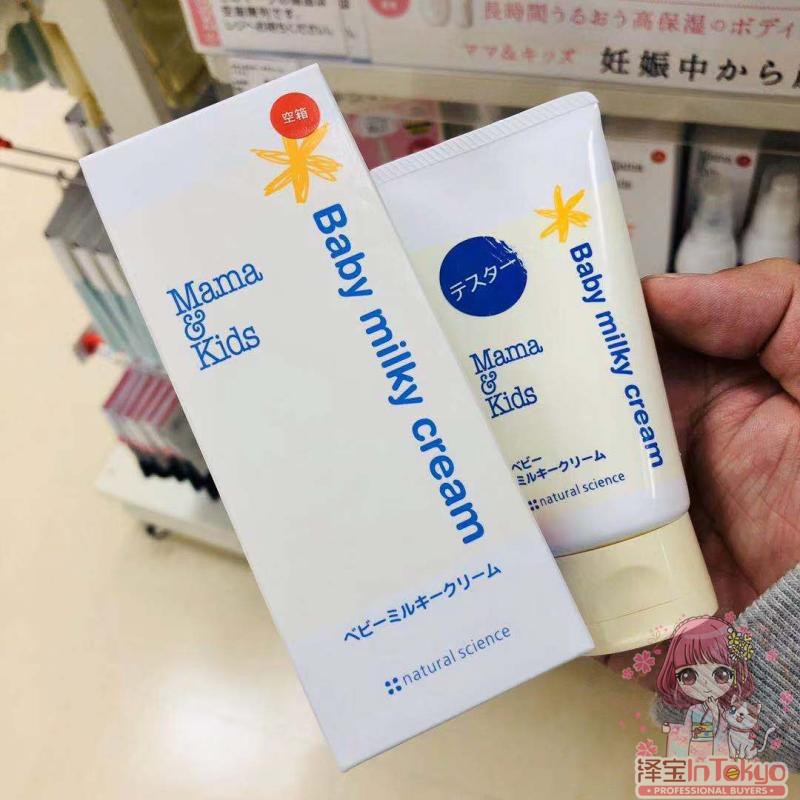 長時間うるおう高保湿のボディ
ママ&キッズ 妊娠中から
空箱
Mama
&
Kids
Baby milky cream
ベビーミルキークリーム
natural science
テスター
Mama
&
Kids
Baby milky cream
ベビー
ミルキークリーム
natural science
泽宝InTokyo
PROFESSIONAL BUYERS